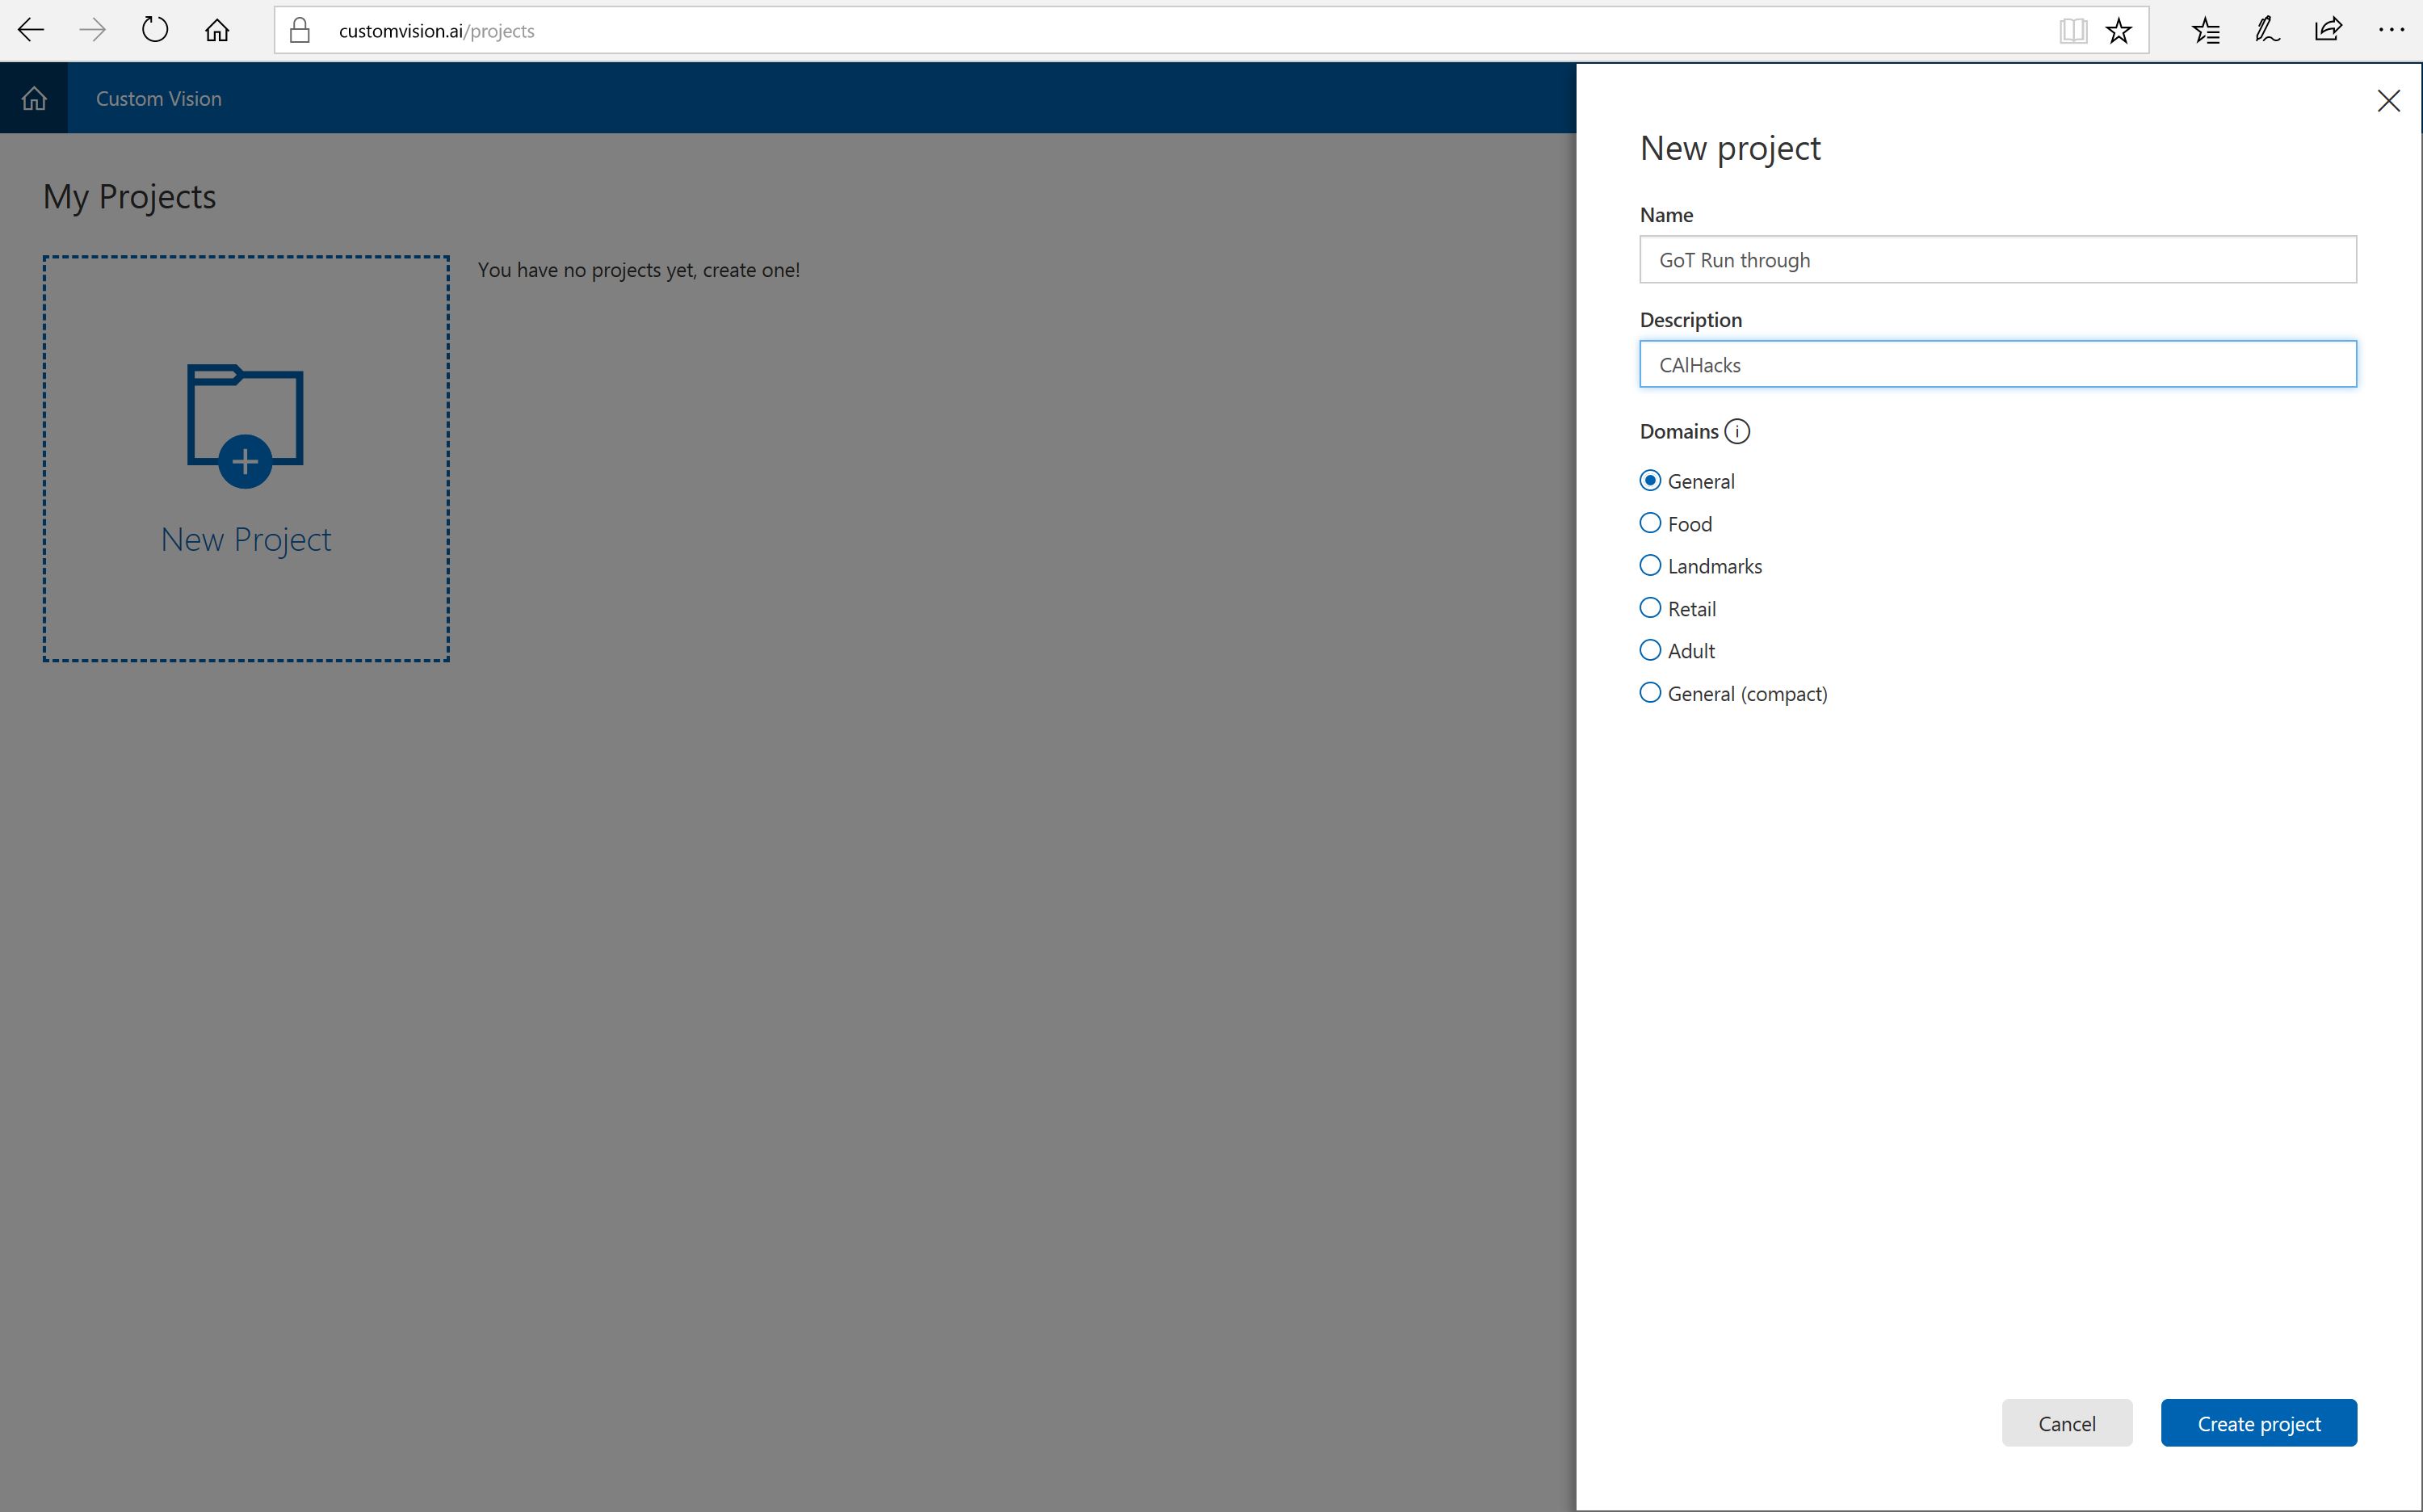 customvision.ai/projects
Custom Vision
My Projects
You have no projects yet, create one!
New Project
New project
Name
GoT Run through
Description
CAlHacks
Domains
General
Food
Landmarks
Retail
Adult
General (compact)
Cancel
Create project